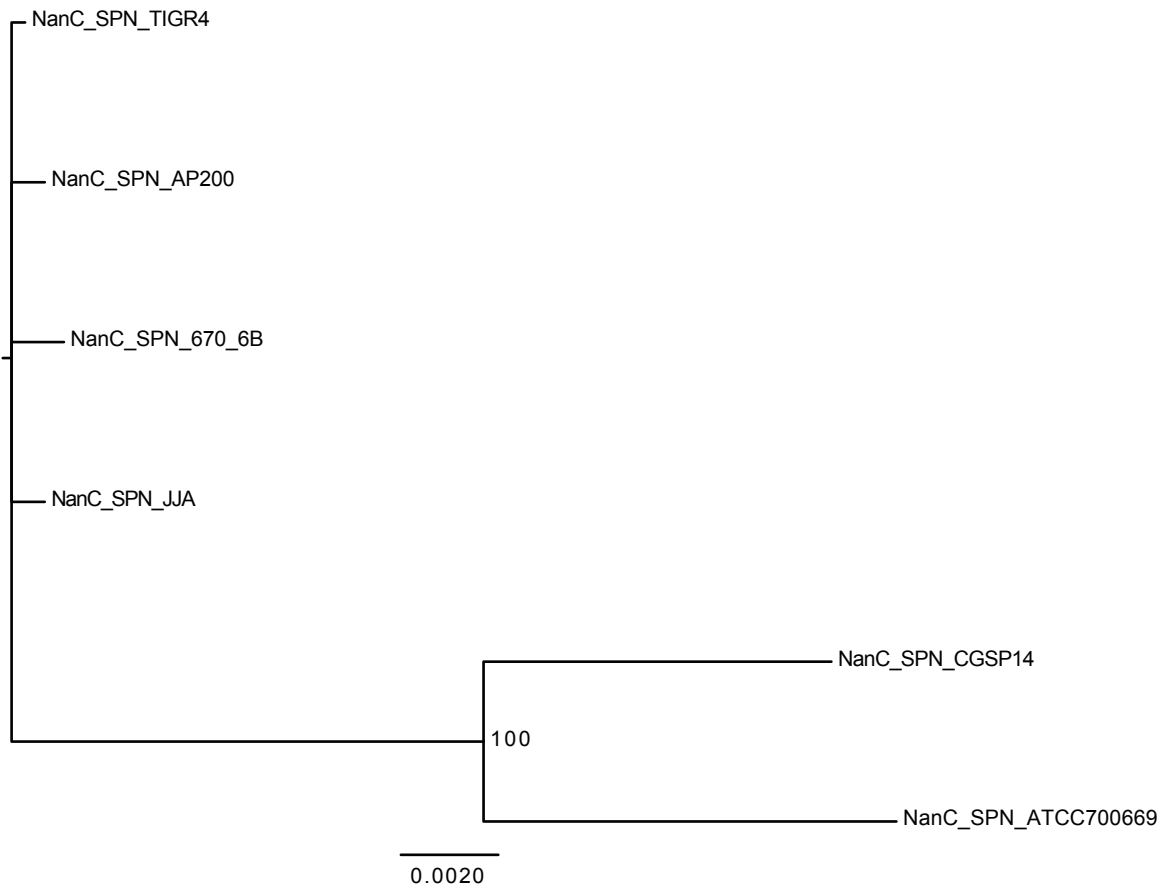 NanC_SPN_TIGR4
NanC_SPN_AP200
NanC_SPN_670_6B
NanC_SPN_JJA
NanC_SPN_CGSP14
100
NanC_SPN_ATCC700669
0.0020